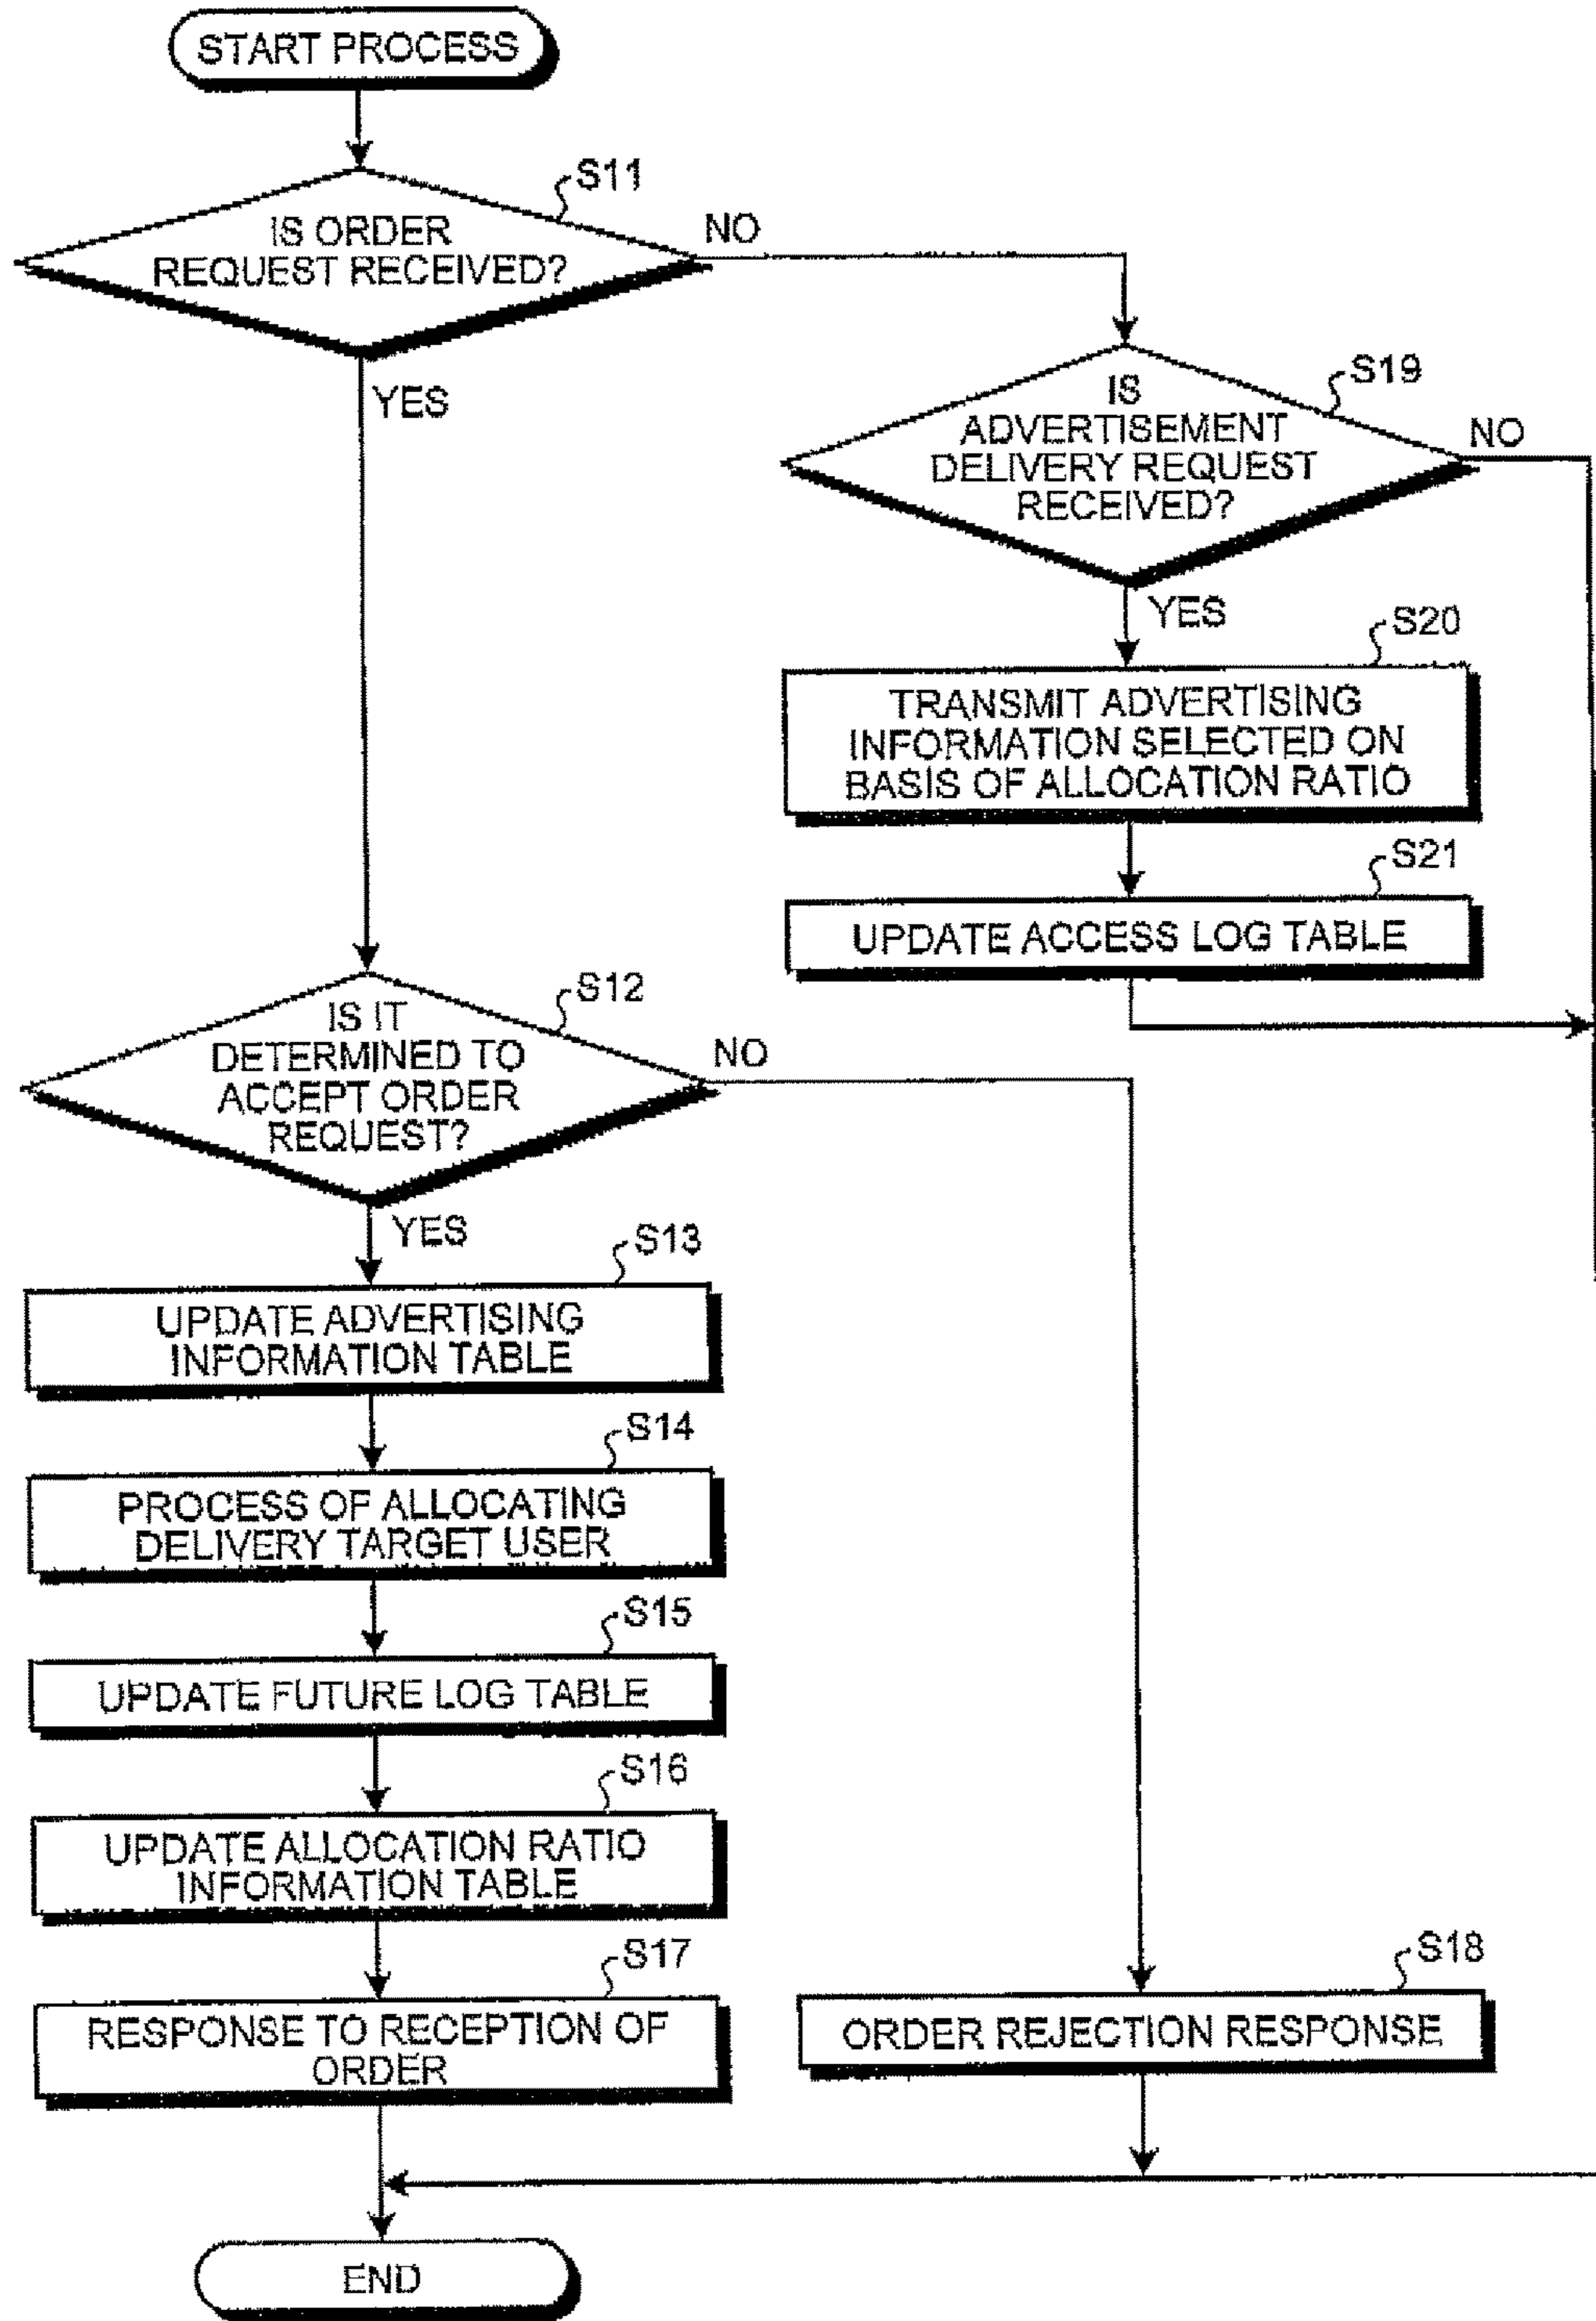 START PROCESS
S11
IS ORDER
REQUEST RECEIVED?
NO
YES
S19
IS
ADVERTISEMENT
DELIVERY REQUEST
RECEIVED?
NO
YES
S20
TRANSMIT ADVERTISING
INFORMATION SELECTED ON
BASIS OF ALLOCATION RATIO
S21
UPDATE ACCESS LOG TABLE
S12
IS IT
DETERMINED TO
ACCEPT ORDER
REQUEST?
NO
YES
S13
UPDATE ADVERTISING
INFORMATION TABLE
S14
PROCESS OF ALLOCATING
DELIVERY TARGET USER
S15
UPDATE FUTURE LOG TABLE
S16
UPDATE ALLOCATION RATIO
INFORMATION TABLE
S17
RESPONSE TO RECEPTION OF
ORDER
S18
ORDER REJECTION RESPONSE
END